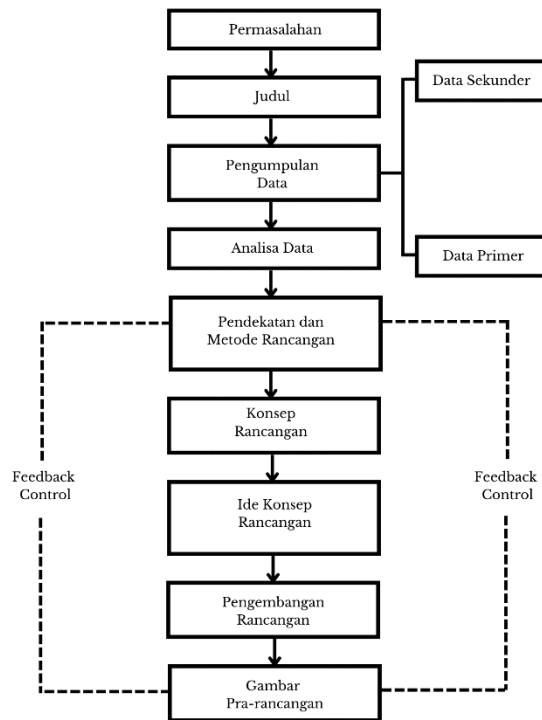 Permasalahan
Judul
Data Sekunder
Pengumpulan
Data
Analisa Data
Data Primer
Pendekatan dan
Metode Rancangan
Konsep
Rancangan
Feedback
Control
Feedback
Control
Ide Konsep
Rancangan
Pengembangan
Rancangan
Gambar
Pra-rancangan